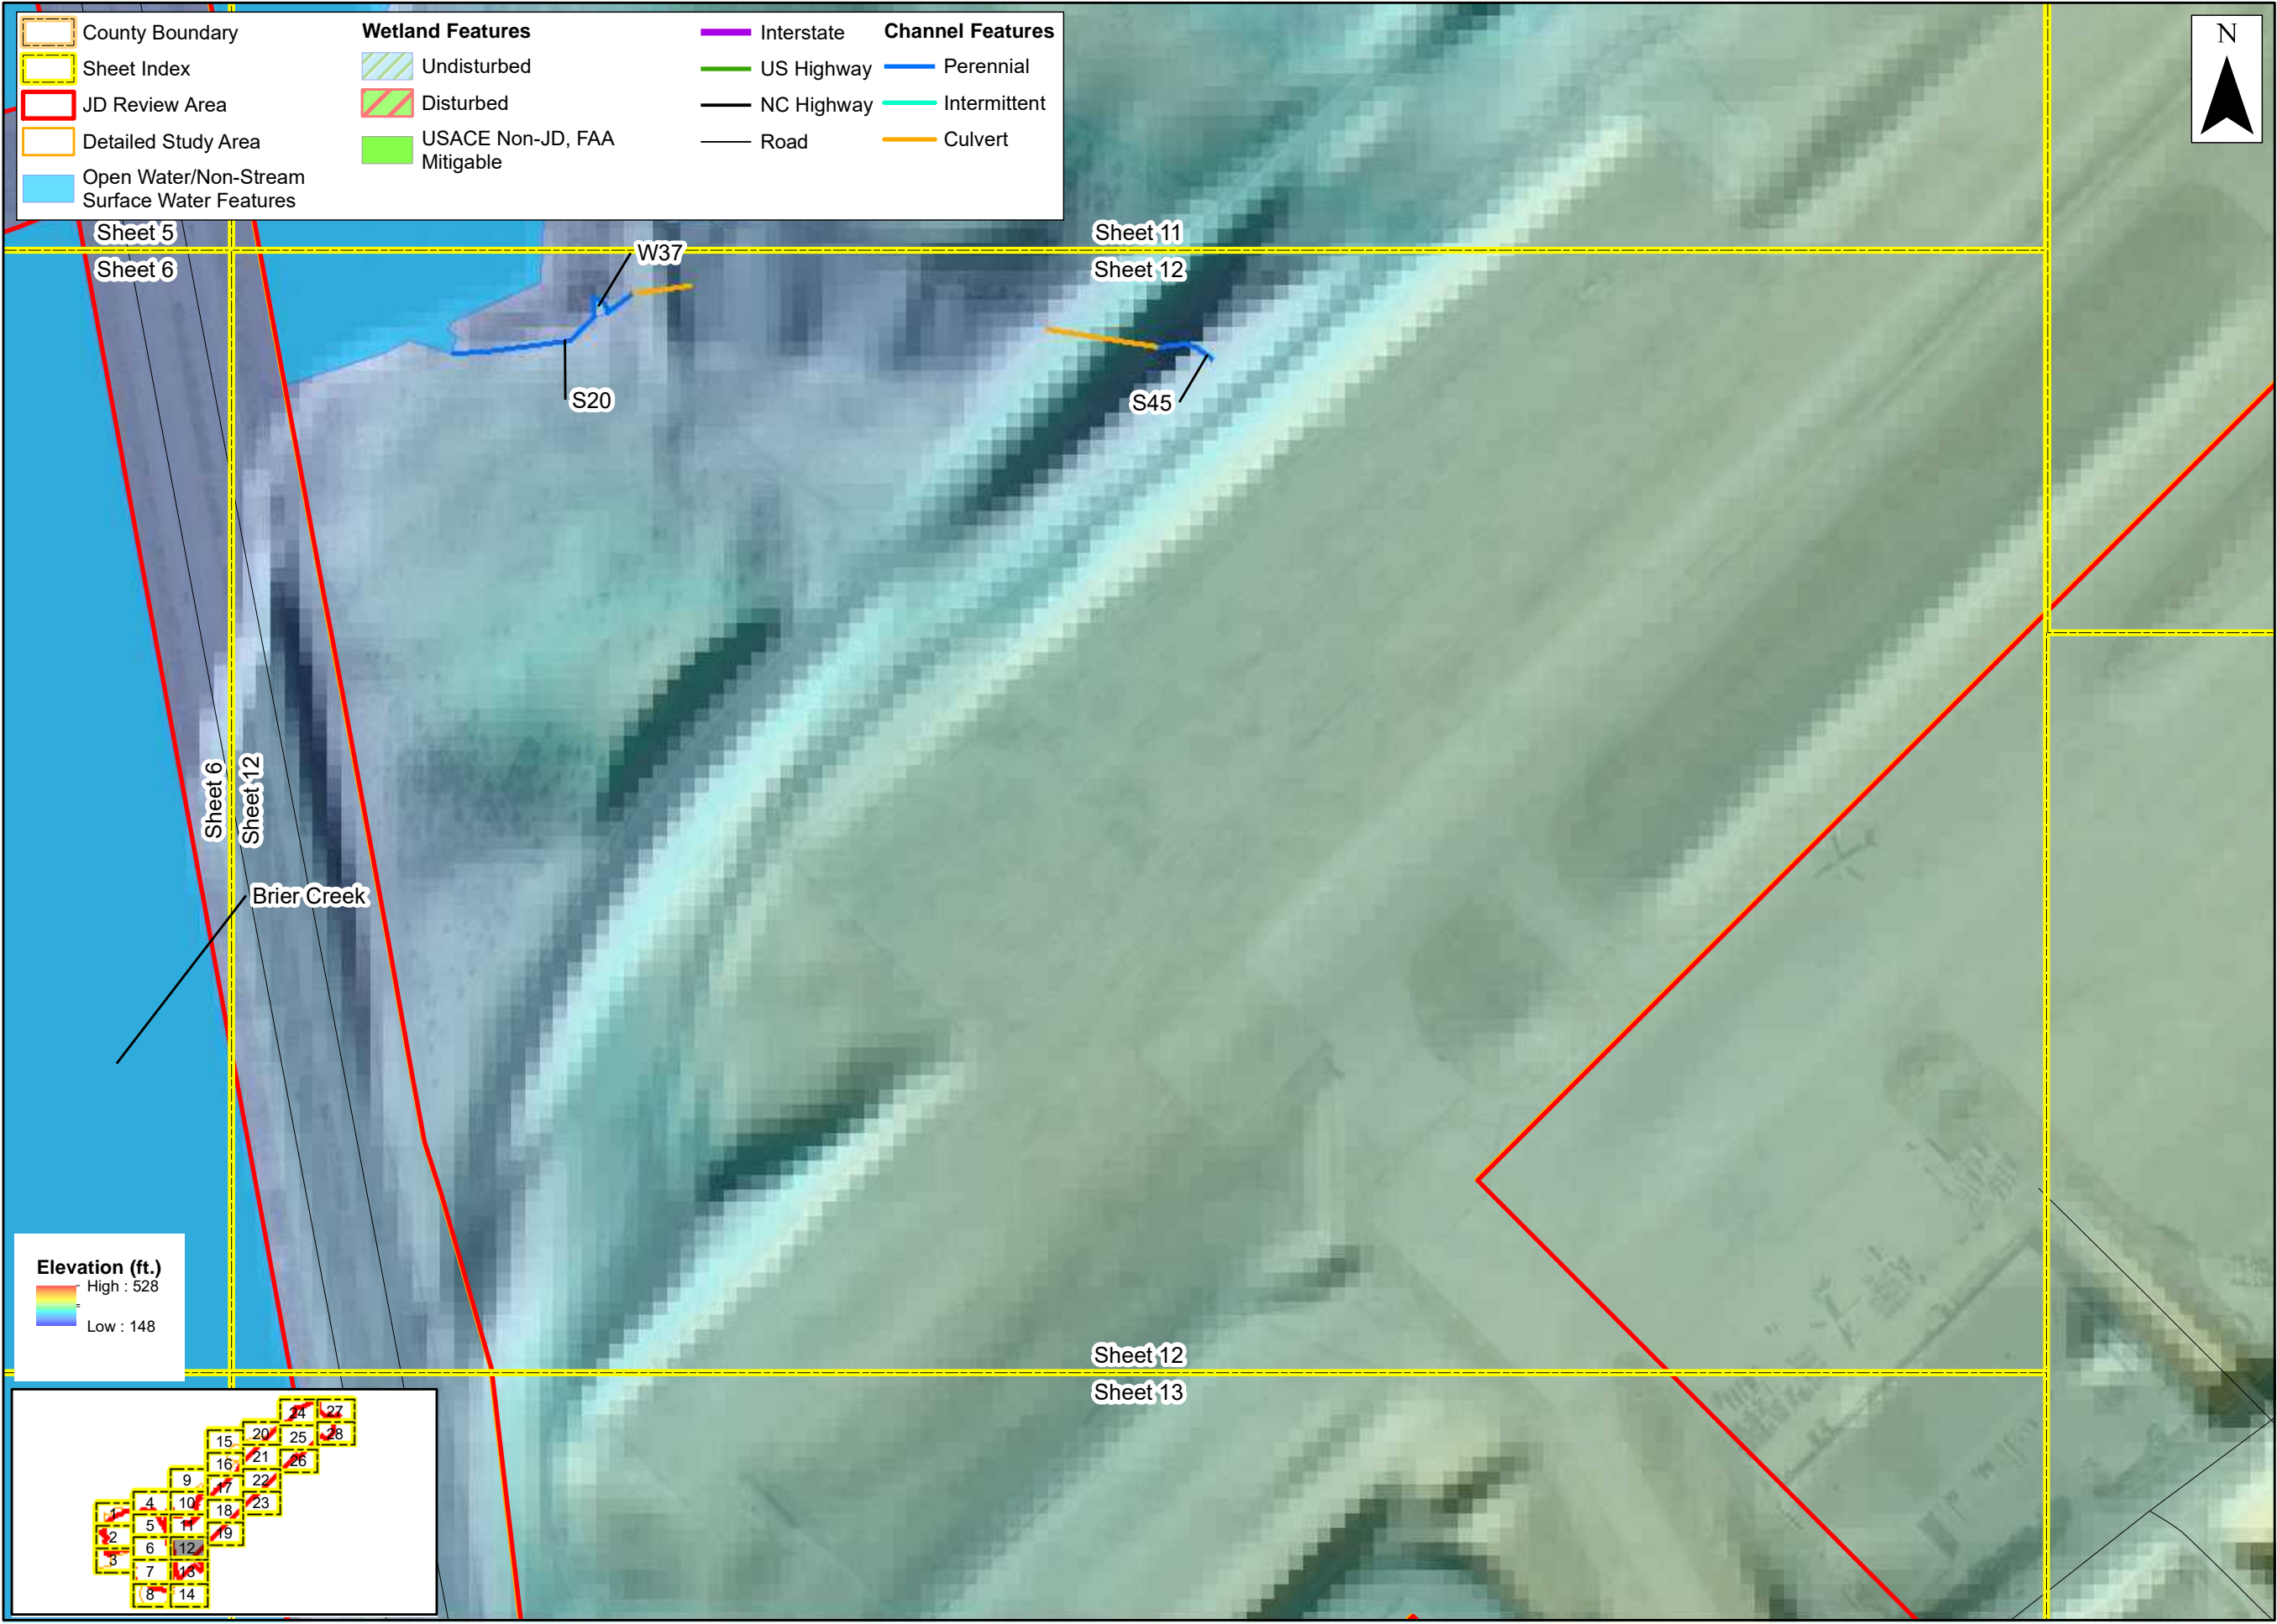 County Boundary
Sheet Index
JD Review Area
Detailed Study Area
Open Water/Non-Stream
Surface Water Features
Wetland Features
Undisturbed
Disturbed
USACE Non-JD, FAA
Mitigable
Interstate
US Highway
NC Highway
Road
Channel Features
Perennial
Intermittent
Culvert
N
Sheet 5
Sheet 6
Sheet 11
Sheet 12
W37
S20
S45
Sheet 6
Sheet 12
Brier Creek
Elevation (ft.)
High : 528
Low : 148
Sheet 12
Sheet 13
24 27
20 25 28
15 21 26
16 22
9 17 23
4 10 18
1 5 11 19
2 6 12
3 7 13
8 14